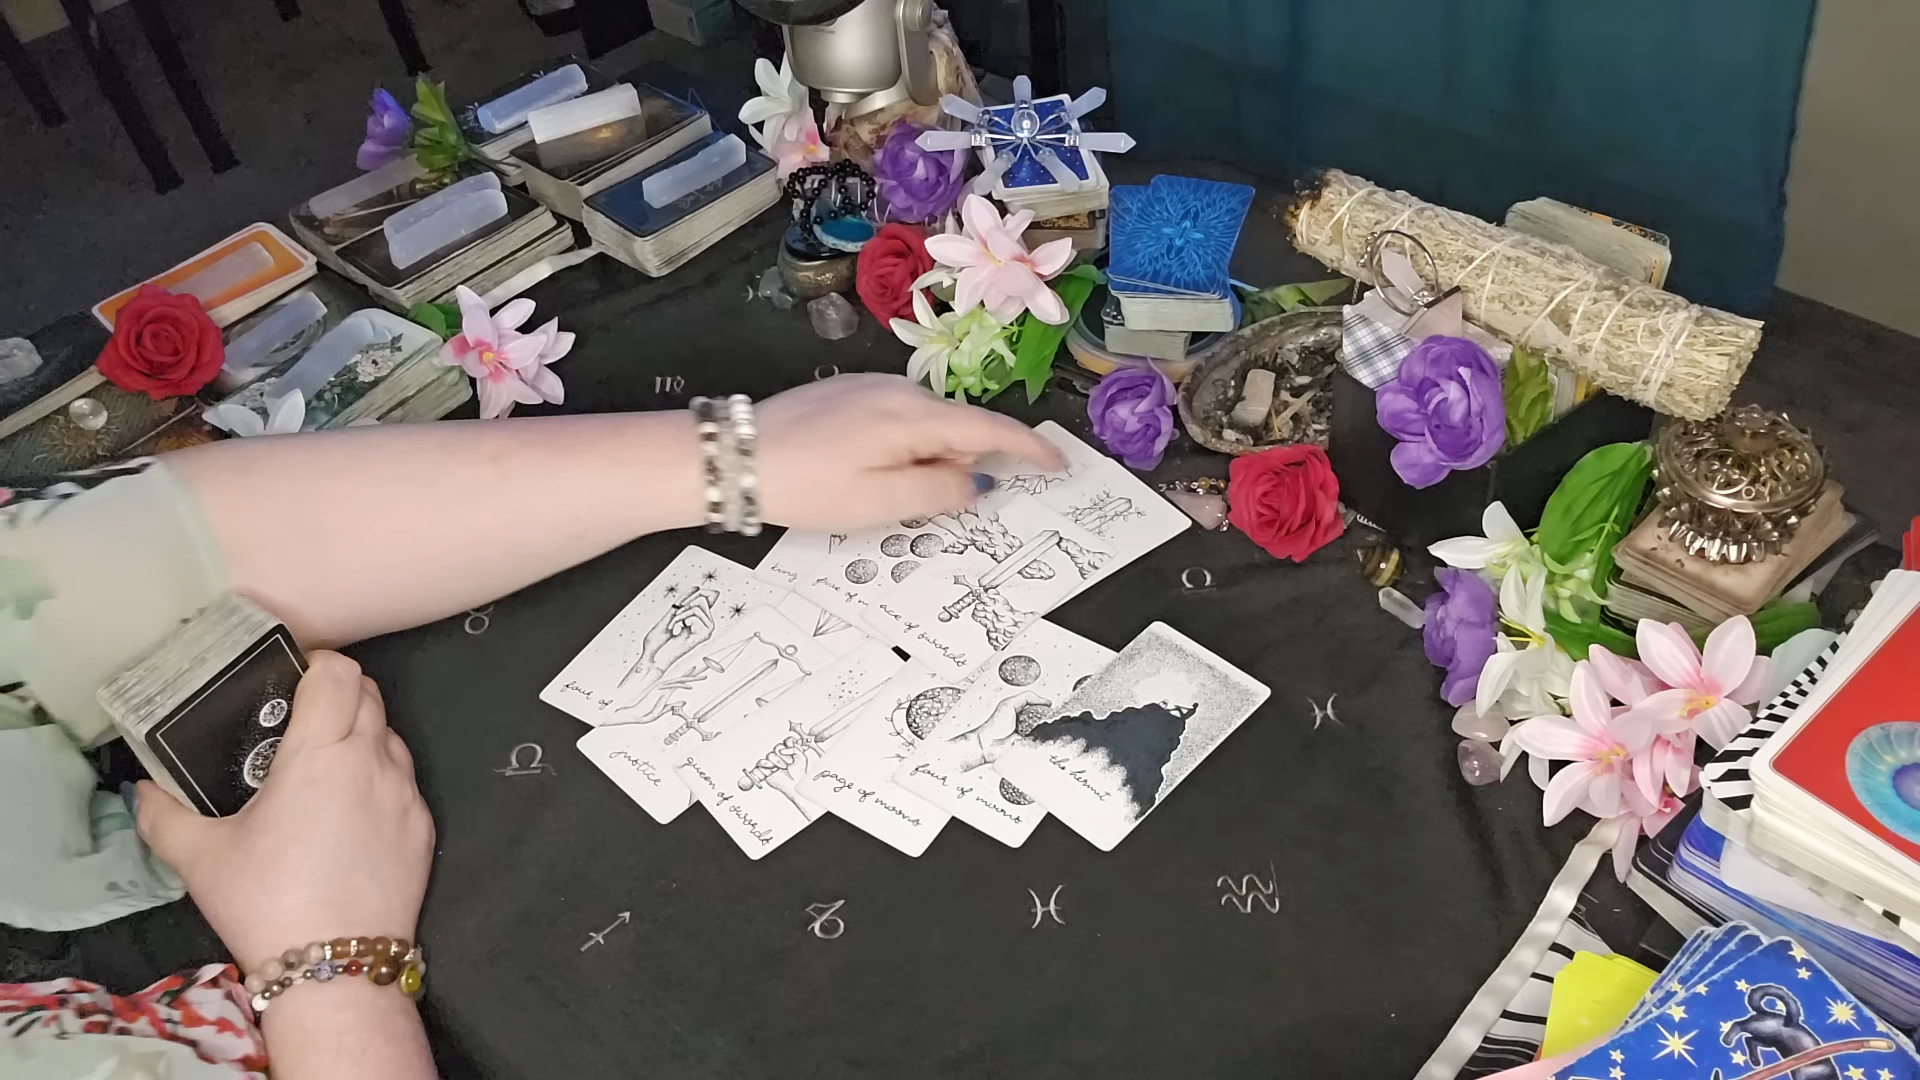 king
five of m
ace of swords
four of
justice
queen of swords
page of moons
four of moons
the hermit